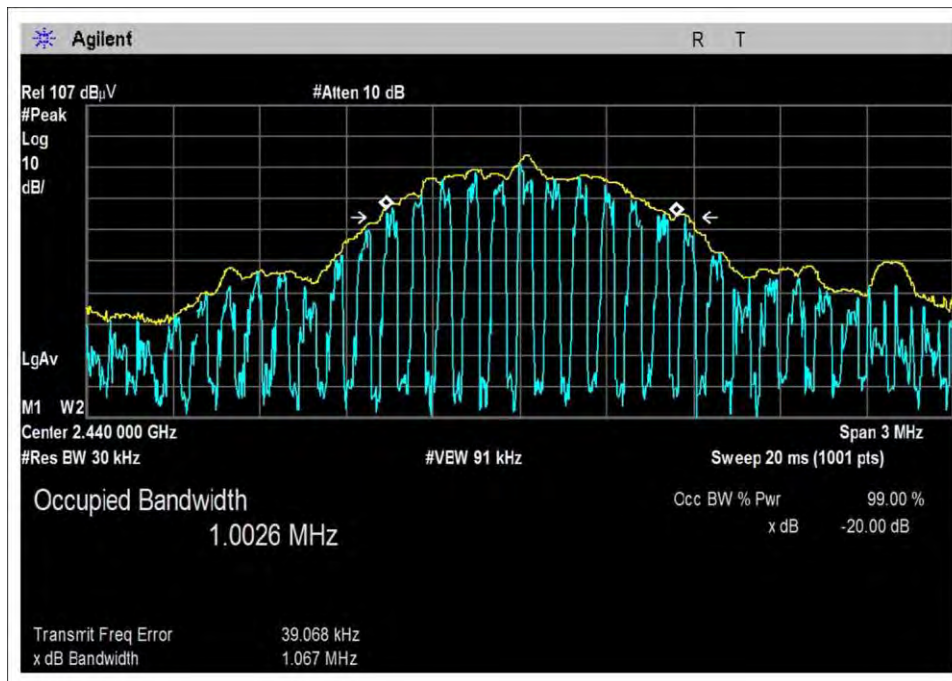 Agilent R T
Rel 107 dBµV #Atten 10 dB
#Peak
Log
10
dB/
LgAv
M1 W2
Center 2.440 000 GHz Span 3 MHz
#Res BW 30 kHz #VEW 91 kHz Sweep 20 ms (1001 pts)
Occupied Bandwidth Occ BW % Pwr 99.00 %
1.0026 MHz x dB -20.00 dB
Transmit Freq Error 39.068 kHz
x dB Bandwidth 1.067 MHz